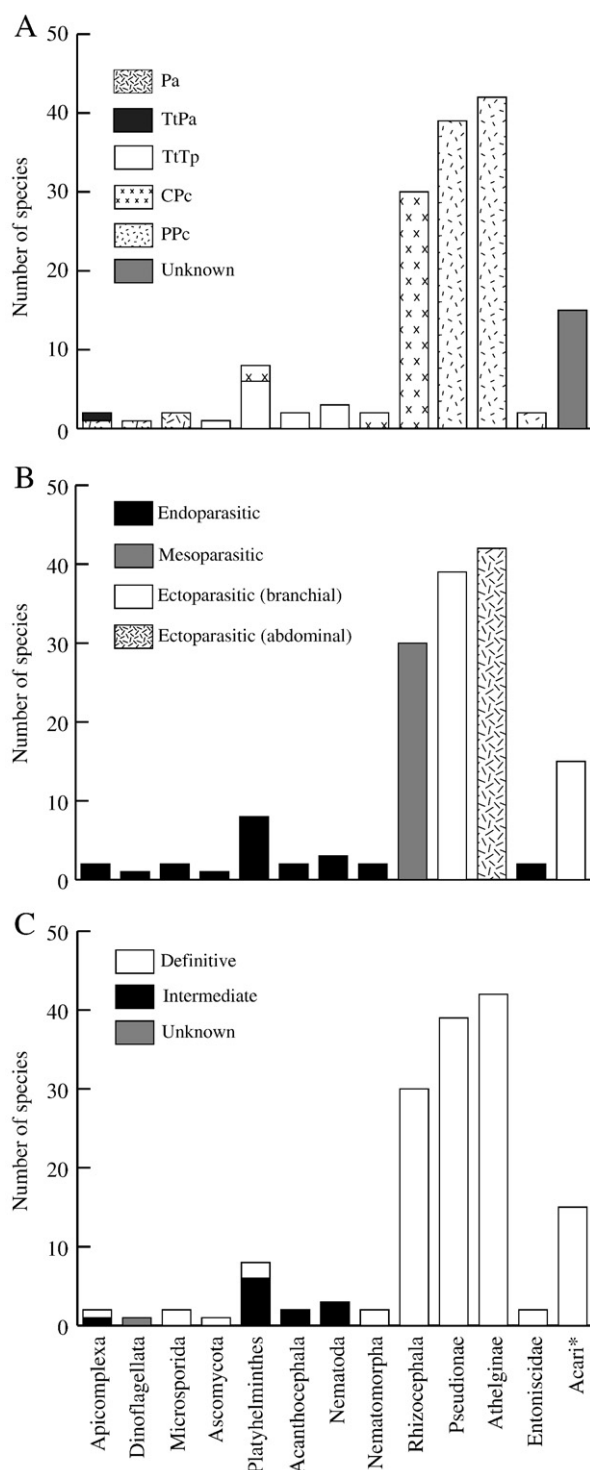 A
50
40
30
20
10
0
Number of species
Pa
TtPa
TtTp
CPc
PPc
Unknown
B
50
40
30
20
10
0
Number of species
Endoparasitic
Mesoparasitic
Ectoparasitic (branchial)
Ectoparasitic (abdominal)
C
50
40
30
20
10
0
Number of species
Definitive
Intermediate
Unknown
Apicomplexa
Dinoflagellata
Microsporida
Ascomycota
Platyhelminthes
Acanthocephala
Nematoda
Nematomorpha
Rhizocephala
Pseudionae
Athelginae
Entoniscidae
Acari*